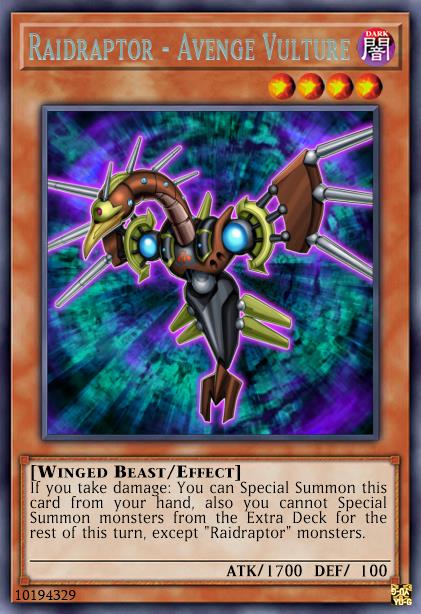 Raidraptor - Avenge Vulture
DARK
闇
[Winged Beast/Effect]
If you take damage: You can Special Summon this
card from your hand, also you cannot Special
Summon monsters from the Extra Deck for the
rest of this turn, except "Raidraptor" monsters.
ATK/1700 DEF/ 100
10194329